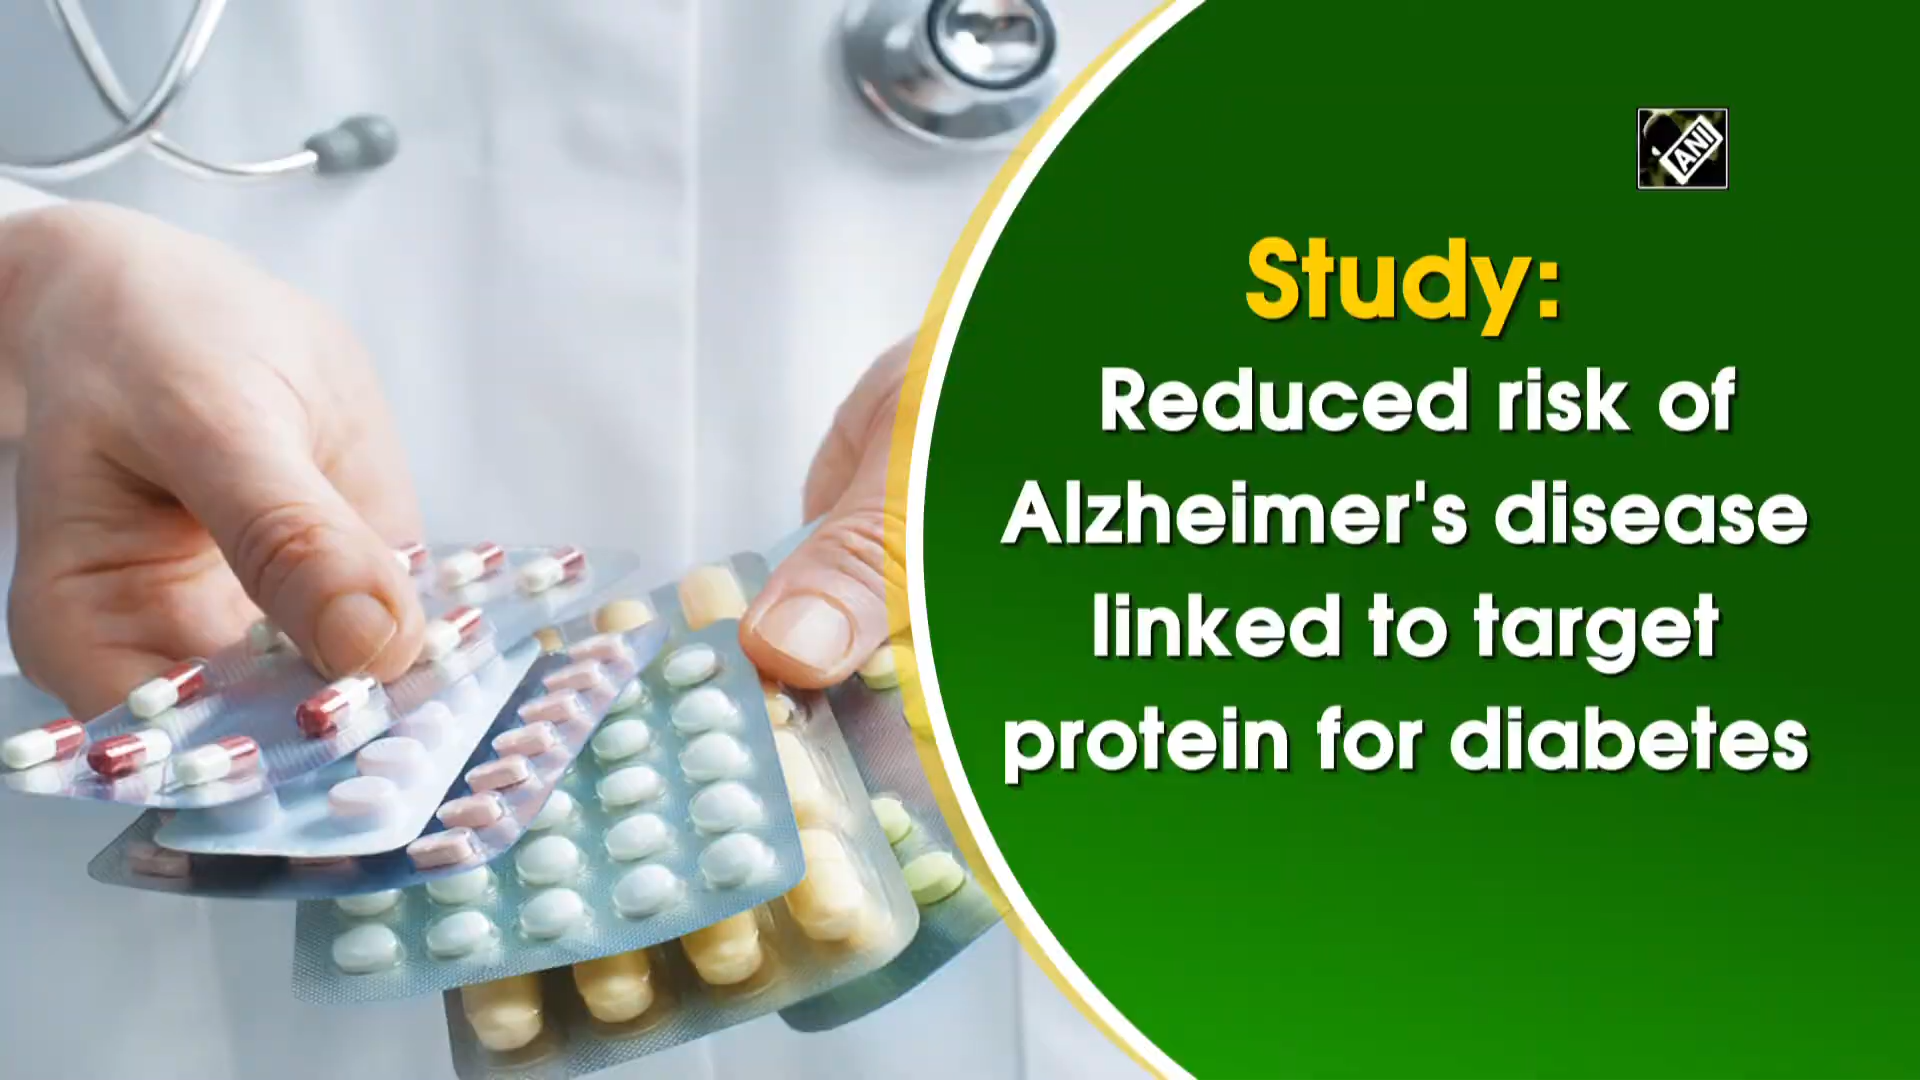 ANI
Study:
Reduced risk of
Alzheimer's disease
linked to target
protein for diabetes